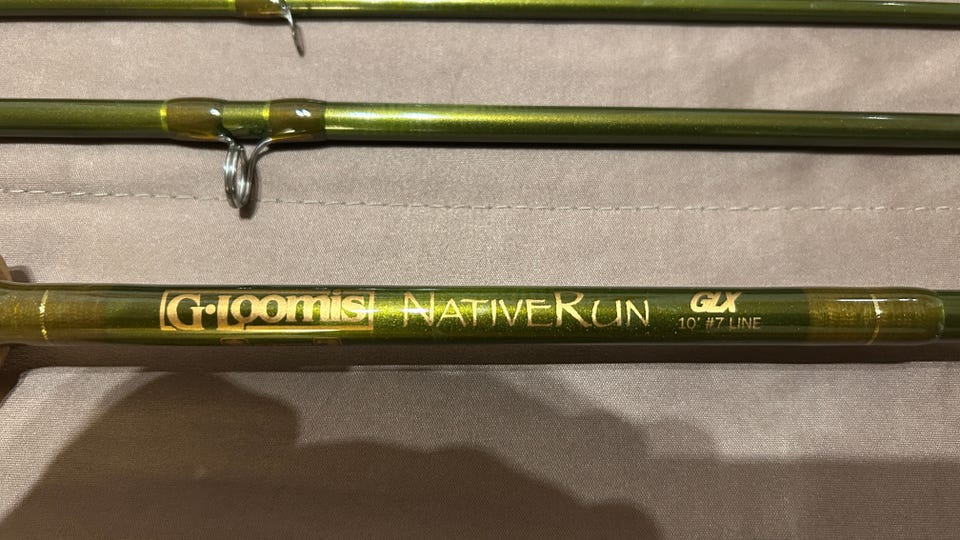 G·Loomis NATIVERUN GLX
10' #7 LINE